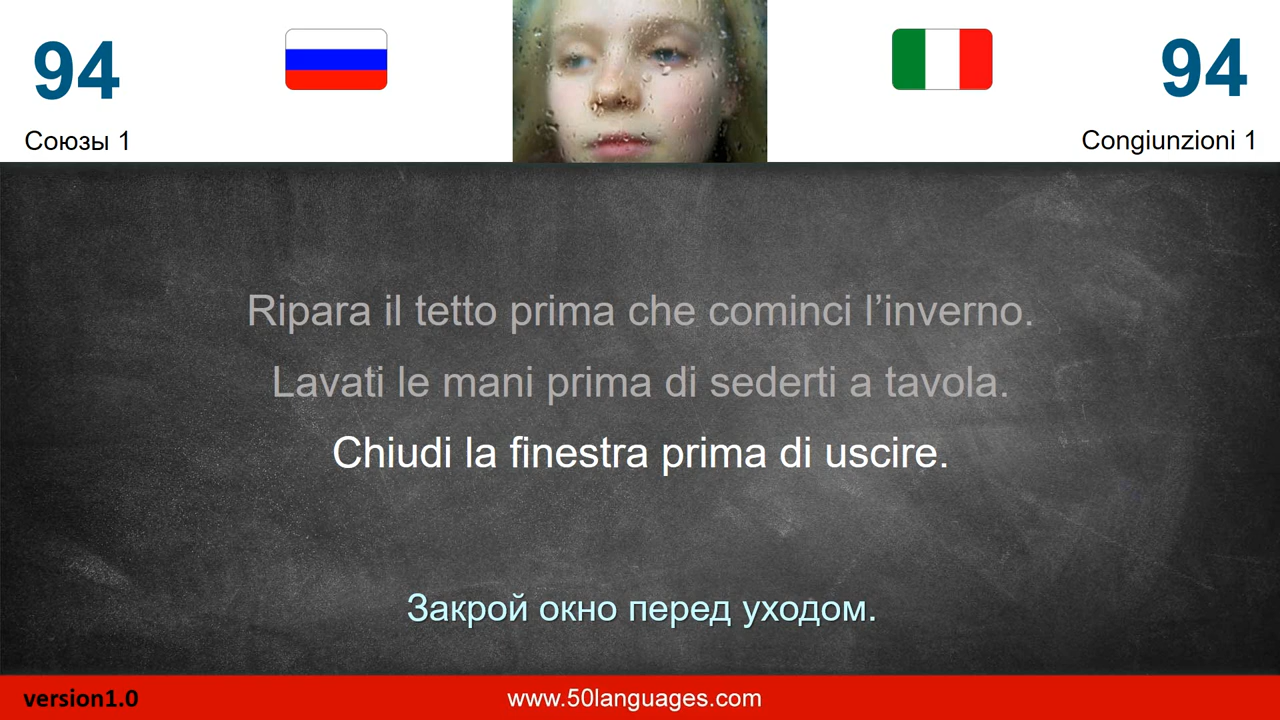 94
94
Союзы 1
Congiunzioni 1
Ripara il tetto prima che cominci l’inverno.
Lavati le mani prima di sederti a tavola.
Chiudi la finestra prima di uscire.
Закрой окно перед уходом.
version1.0
www.50languages.com